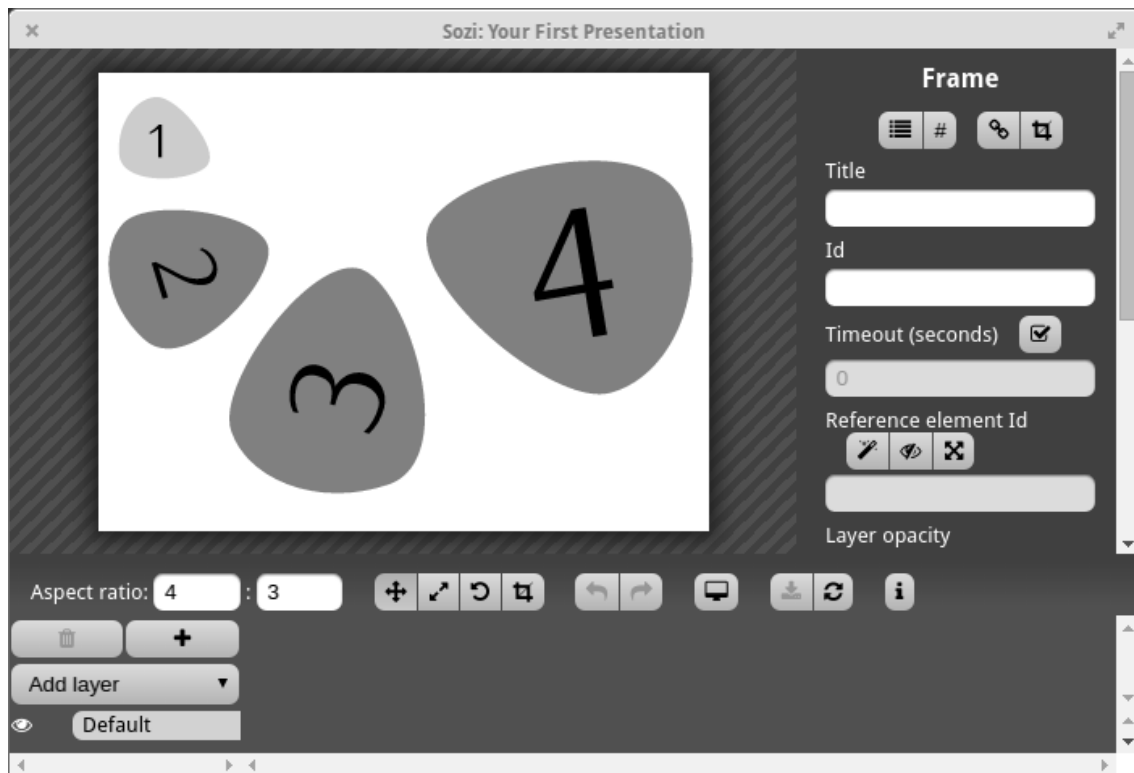 Sozi: Your First Presentation
Frame
#
Title
Id
Timeout (seconds)
0
Reference element Id
Layer opacity
1
2
3
4
Aspect ratio: 4 : 3
Add layer
Default